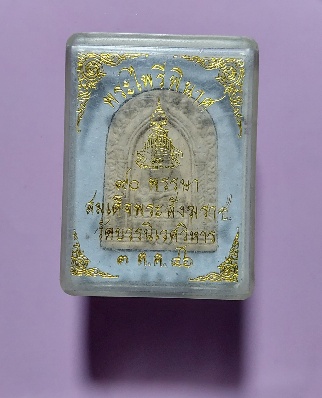 พระไพรีพินาศ
๙๐ พรรษา
สมเด็จพระสังฆราช
วัดบวรนิเวศวิหาร
๓ ต.ค. ๔๖